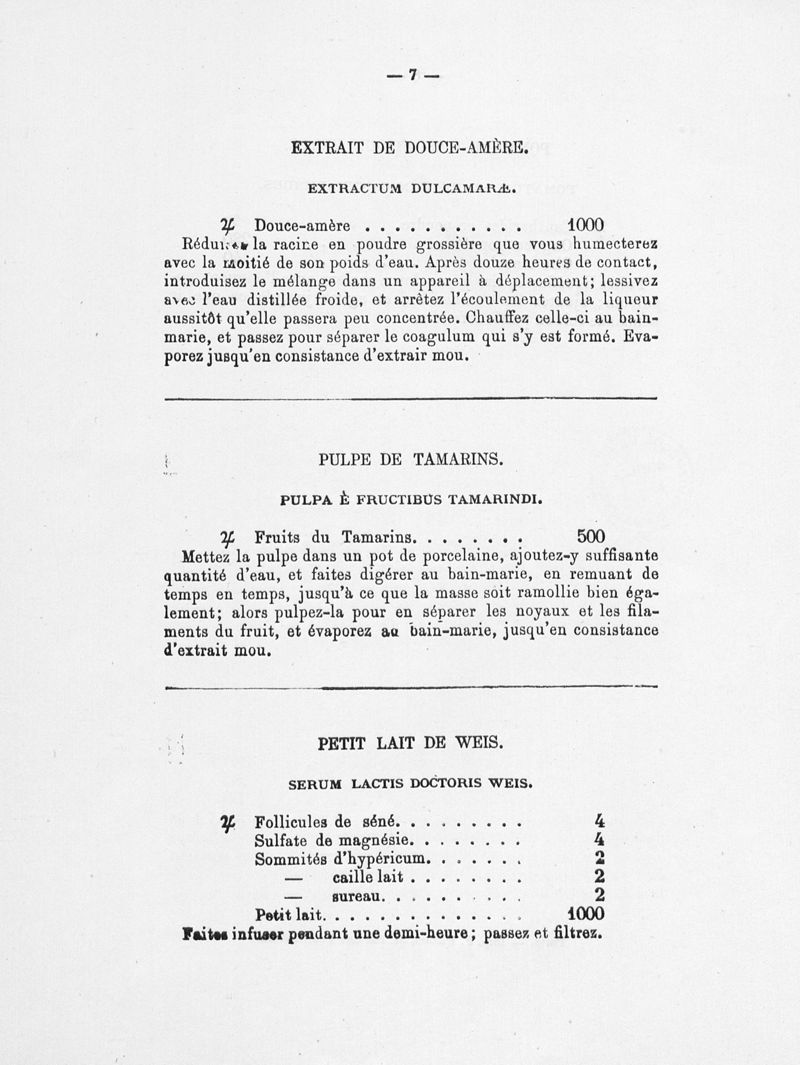 — 7 —
EXTRAIT DE DOUCE-AMÈRE.
EXTRACTUM DULCAMARÆ.
♃ Douce-amère . . . . . . . . . . . 1000
la racine en poudre grossière que vous humecterez
avec la moitié de son poids d'eau. Après douze heures de contact,
introduisez le mélange dans un appareil à déplacement; lessivez
avec l'eau distillée froide, et arrêtez l'écoulement de la liqueur
aussitôt qu'elle passera peu concentrée. Chauffez celle-ci au bain-
marie, et passez pour séparer le coagulum qui s'y est formé. Eva-
porez jusqu'en consistance d'extrair mou.
PULPE DE TAMARINS.
PULPA È FRUCTIBUS TAMARINDI.
♃ Fruits du Tamarins. . . . . . . . 500
Mettez la pulpe dans un pot de porcelaine, ajoutez-y suffisante
quantité d'eau, et faites digérer au bain-marie, en remuant de
temps en temps, jusqu'à ce que la masse soit ramollie bien éga-
lement; alors pulpez-la pour en séparer les noyaux et les fila-
ments du fruit, et évaporez au bain-marie, jusqu'en consistance
d'extrait mou.
PETIT LAIT DE WEIS.
SERUM LACTIS DOCTORIS WEIS.
♃ Follicules de séné. . . . . . . . . 4
Sulfate de magnésie. . . . . . . . 4
Sommités d'hypéricum. . . . . . . 2
— caille lait . . . . . . . . 2
— sureau. . . . . . . . . . 2
Petit lait. . . . . . . . . . . . . . 1000
Faites infuser pendant une demi-heure; passez et filtrez.